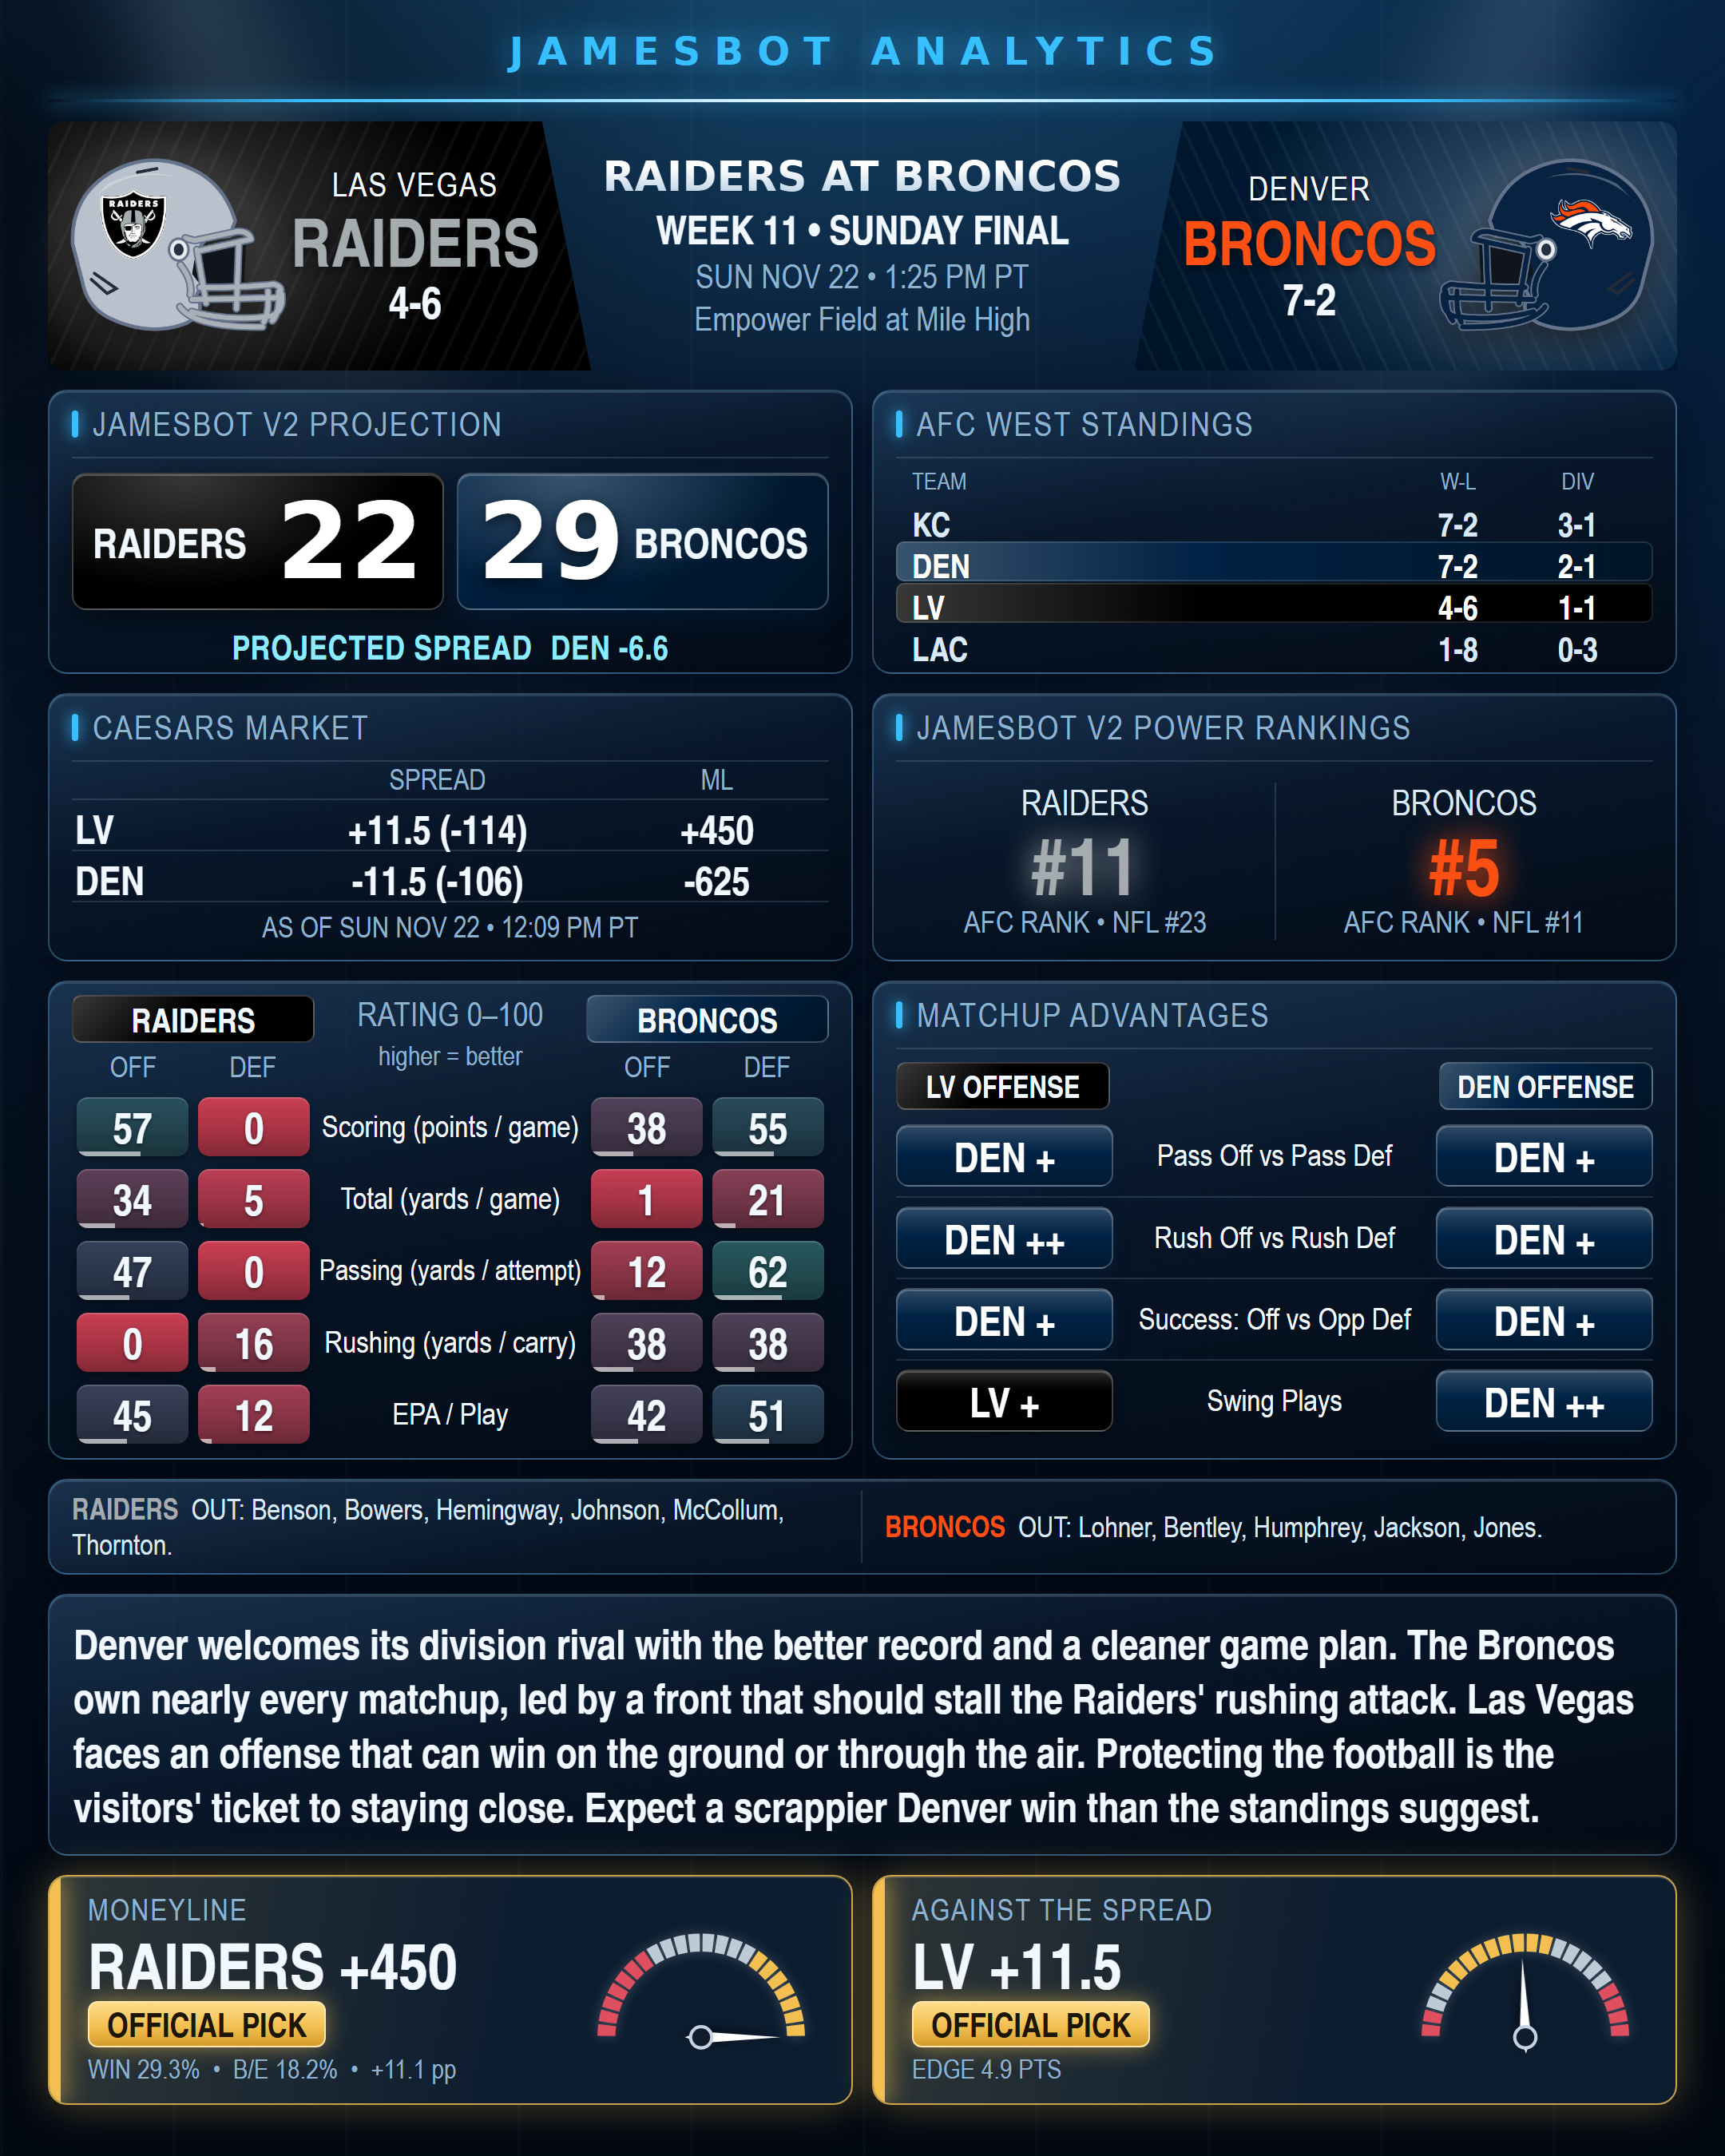 JAMESBOT ANALYTICS
RAIDERS
LAS VEGAS
RAIDERS
4-6
RAIDERS AT BRONCOS
WEEK 11 • SUNDAY FINAL
SUN NOV 22 • 1:25 PM PT
Empower Field at Mile High
DENVER
BRONCOS
7-2
JAMESBOT V2 PROJECTION
RAIDERS 22
29 BRONCOS
PROJECTED SPREAD DEN -6.6
AFC WEST STANDINGS
TEAM W-L DIV
KC 7-2 3-1
DEN 7-2 2-1
LV 4-6 1-1
LAC 1-8 0-3
CAESARS MARKET
SPREAD ML
LV +11.5 (-114) +450
DEN -11.5 (-106) -625
AS OF SUN NOV 22 • 12:09 PM PT
JAMESBOT V2 POWER RANKINGS
RAIDERS BRONCOS
#11 #5
AFC RANK • NFL #23 AFC RANK • NFL #11
RAIDERS RATING 0–100 BRONCOS
OFF DEF higher = better OFF DEF
57 0 Scoring (points / game) 38 55
34 5 Total (yards / game) 1 21
47 0 Passing (yards / attempt) 12 62
0 16 Rushing (yards / carry) 38 38
45 12 EPA / Play 42 51
MATCHUP ADVANTAGES
LV OFFENSE DEN OFFENSE
DEN + Pass Off vs Pass Def DEN +
DEN ++ Rush Off vs Rush Def DEN +
DEN + Success: Off vs Opp Def DEN +
LV + Swing Plays DEN ++
RAIDERS OUT: Benson, Bowers, Hemingway, Johnson, McCollum,
Thornton.
BRONCOS OUT: Lohner, Bentley, Humphrey, Jackson, Jones.
Denver welcomes its division rival with the better record and a cleaner game plan. The Broncos
own nearly every matchup, led by a front that should stall the Raiders' rushing attack. Las Vegas
faces an offense that can win on the ground or through the air. Protecting the football is the
visitors' ticket to staying close. Expect a scrappier Denver win than the standings suggest.
MONEYLINE
RAIDERS +450
OFFICIAL PICK
WIN 29.3% • B/E 18.2% • +11.1 pp
AGAINST THE SPREAD
LV +11.5
OFFICIAL PICK
EDGE 4.9 PTS